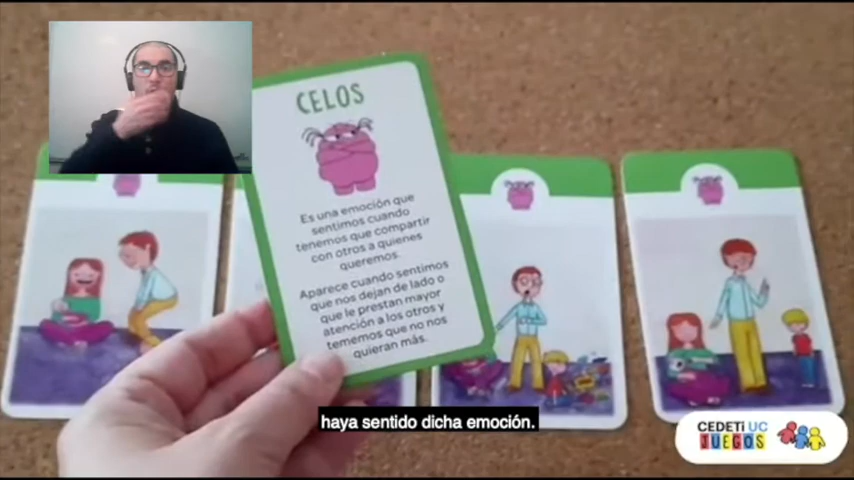 CELOS
Es una emoción que
sentimos cuando
tenemos que compartir
con otros a quienes
queremos.
Aparece cuando sentimos
que nos dejan de lado o
que le prestan mayor
atención a los otros y
tememos que no nos
quieran más.
haya sentido dicha emoción.
CEDETi UC
JUEGOS